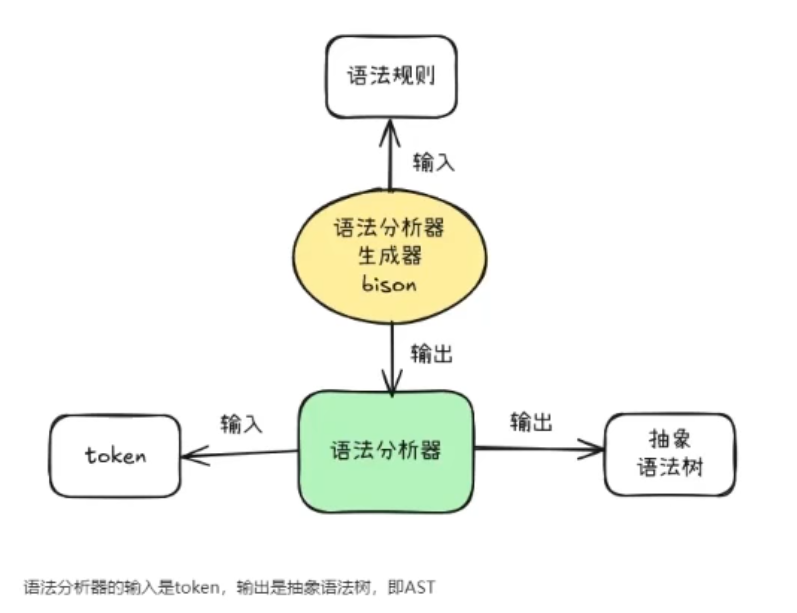 语法规则
输入
语法分析器
生成器
bison
输出
输入
输出
token
语法分析器
抽象
语法树
语法分析器的输入是token，输出是抽象语法树，即AST